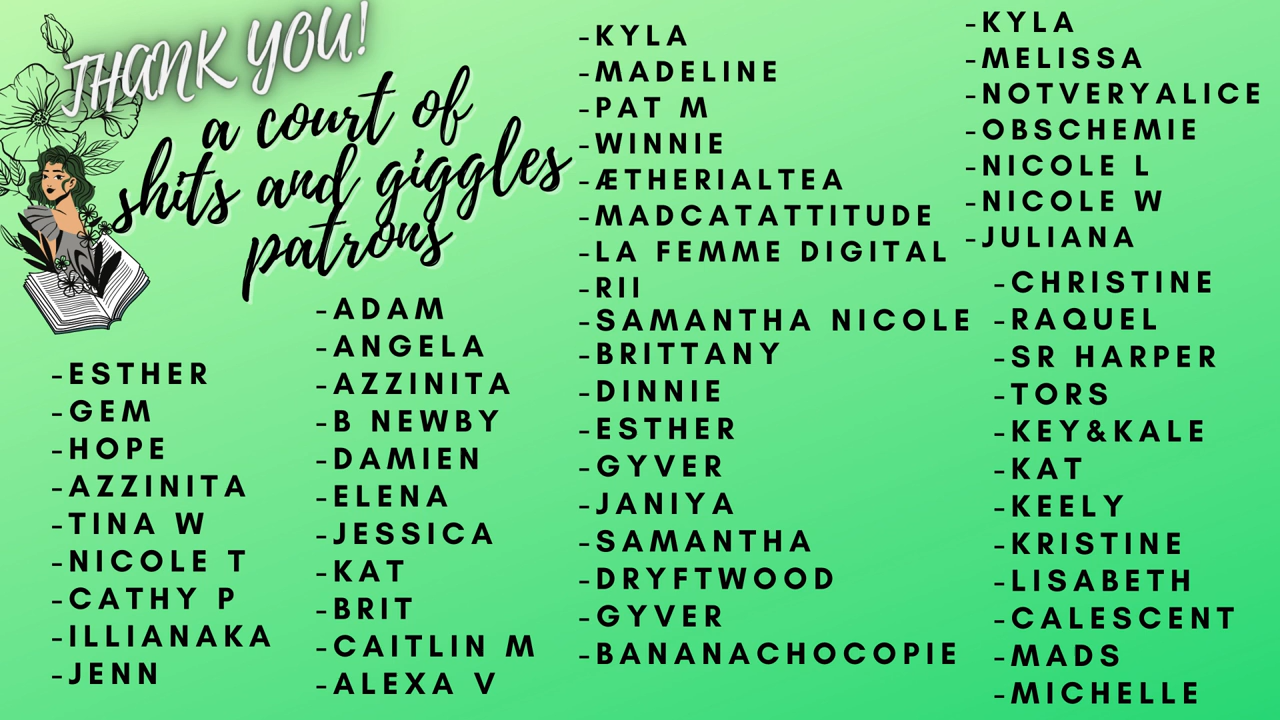 THANK YOU!
a court of
shits and giggles
patrons
-ESTHER
-GEM
-HOPE
-AZZINITA
-TINA W
-NICOLE T
-CATHY P
-ILLIANAKA
-JENN
-ADAM
-ANGELA
-AZZINITA
-B NEWBY
-DAMIEN
-ELENA
-JESSICA
-KAT
-BRIT
-CAITLIN M
-ALEXA V
-KYLA
-MADELINE
-PAT M
-WINNIE
-ÆTHERIALTEA
-MADCATATTITUDE
-LA FEMME DIGITAL
-RII
-SAMANTHA NICOLE
-BRITTANY
-DINNIE
-ESTHER
-GYVER
-JANIYA
-SAMANTHA
-DRYFTWOOD
-GYVER
-BANANACHOCOPIE
-KYLA
-MELISSA
-NOTVERYALICE
-OBSCHEMIE
-NICOLE L
-NICOLE W
-JULIANA
-CHRISTINE
-RAQUEL
-SR HARPER
-TORS
-KEY&KALE
-KAT
-KEELY
-KRISTINE
-LISABETH
-CALESCENT
-MADS
-MICHELLE